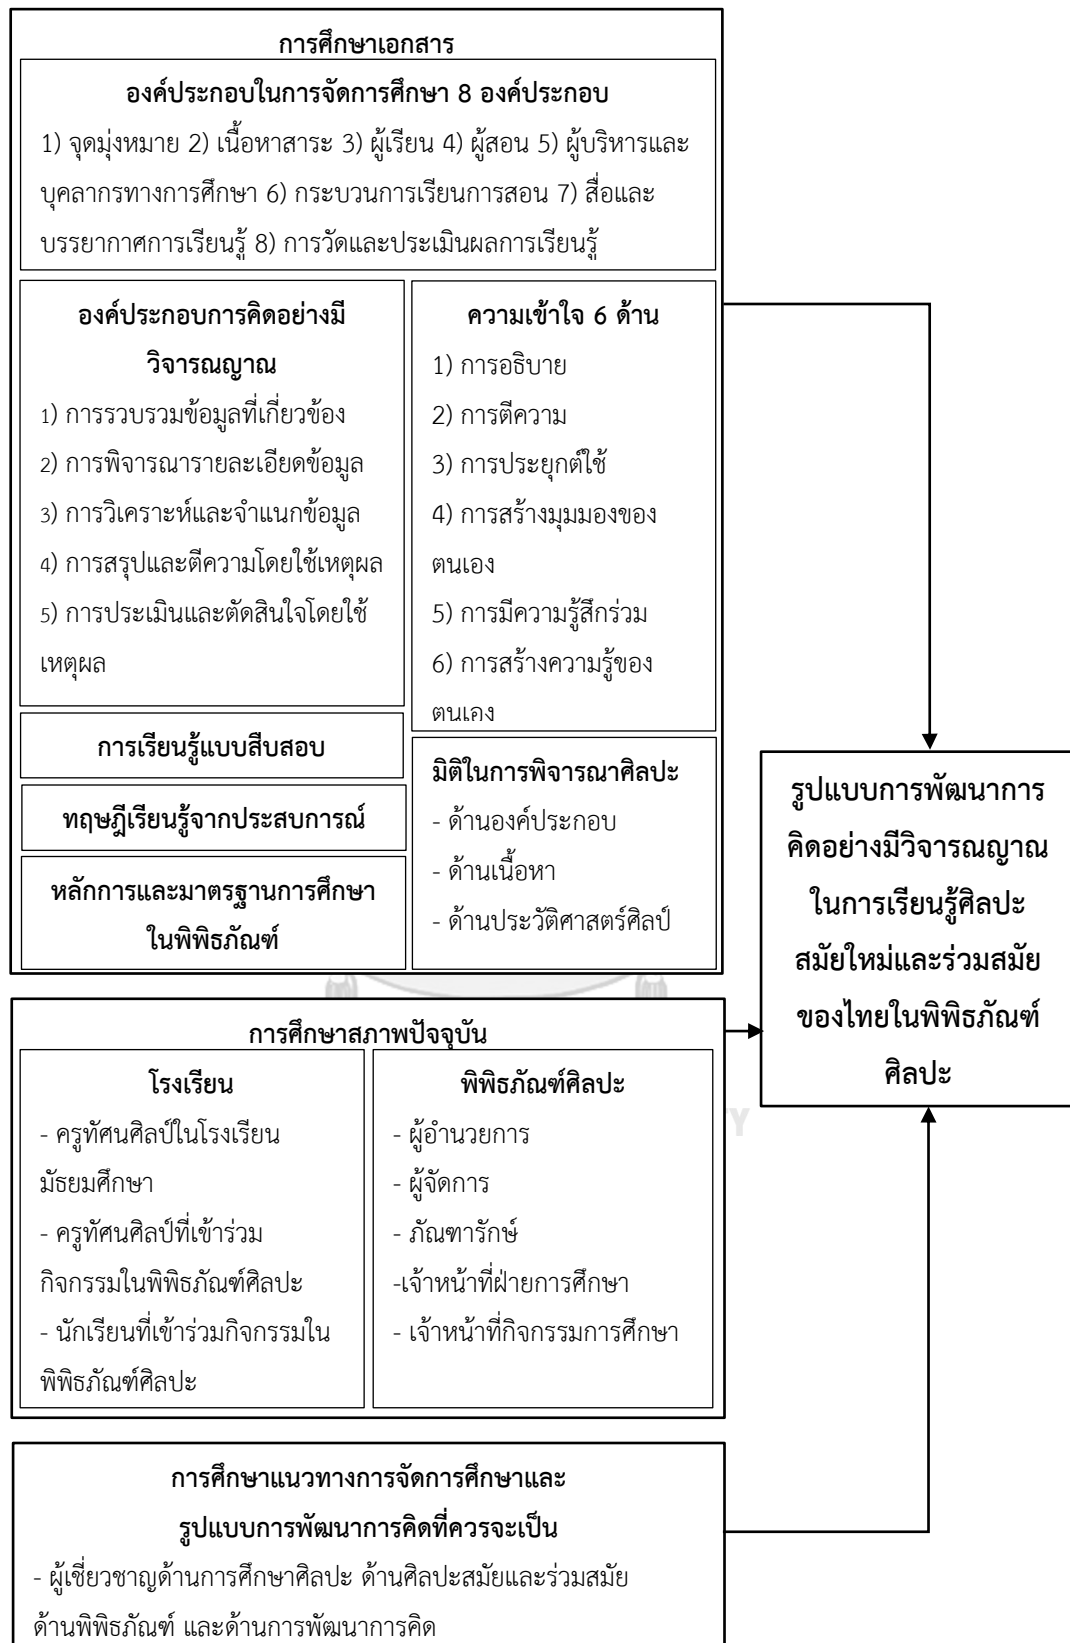 การศึกษาเอกสาร
องค์ประกอบในการจัดการศึกษา 8 องค์ประกอบ
1) จุดมุ่งหมาย 2) เนื้อหาสาระ 3) ผู้เรียน 4) ผู้สอน 5) ผู้บริหารและ
บุคลากรทางการศึกษา 6) กระบวนการเรียนการสอน 7) สื่อและ
บรรยากาศการเรียนรู้ 8) การวัดและประเมินผลการเรียนรู้
องค์ประกอบการคิดอย่างมี
วิจารณญาณ
1) การรวบรวมข้อมูลที่เกี่ยวข้อง
2) การพิจารณารายละเอียดข้อมูล
3) การวิเคราะห์และจำแนกข้อมูล
4) การสรุปและตีความโดยใช้เหตุผล
5) การประเมินและตัดสินใจโดยใช้
เหตุผล
ความเข้าใจ 6 ด้าน
1) การอธิบาย
2) การตีความ
3) การประยุกต์ใช้
4) การสร้างมุมมองของ
ตนเอง
5) การมีความรู้สึกร่วม
6) การสร้างความรู้ของ
ตนเอง
การเรียนรู้แบบสืบสอบ
ทฤษฎีเรียนรู้จากประสบการณ์
หลักการและมาตรฐานการศึกษา
ในพิพิธภัณฑ์
มิติในการพิจารณาศิลปะ
- ด้านองค์ประกอบ
- ด้านเนื้อหา
- ด้านประวัติศาสตร์ศิลป์
รูปแบบการพัฒนาการ
คิดอย่างมีวิจารณญาณ
ในการเรียนรู้ศิลปะ
สมัยใหม่และร่วมสมัย
ของไทยในพิพิธภัณฑ์
ศิลปะ
การศึกษาสภาพปัจจุบัน
โรงเรียน
- ครูทัศนศิลป์ในโรงเรียน
มัธยมศึกษา
- ครูทัศนศิลป์ที่เข้าร่วม
กิจกรรมในพิพิธภัณฑ์ศิลปะ
- นักเรียนที่เข้าร่วมกิจกรรมใน
พิพิธภัณฑ์ศิลปะ
พิพิธภัณฑ์ศิลปะ
- ผู้อำนวยการ
- ผู้จัดการ
- ภัณฑารักษ์
-เจ้าหน้าที่ฝ่ายการศึกษา
- เจ้าหน้าที่กิจกรรมการศึกษา
Y
การศึกษาแนวทางการจัดการศึกษาและ
รูปแบบการพัฒนาการคิดที่ควรจะเป็น
- ผู้เชี่ยวชาญด้านการศึกษาศิลปะ ด้านศิลปะสมัยและร่วมสมัย
ด้านพิพิธภัณฑ์ และด้านการพัฒนาการคิด